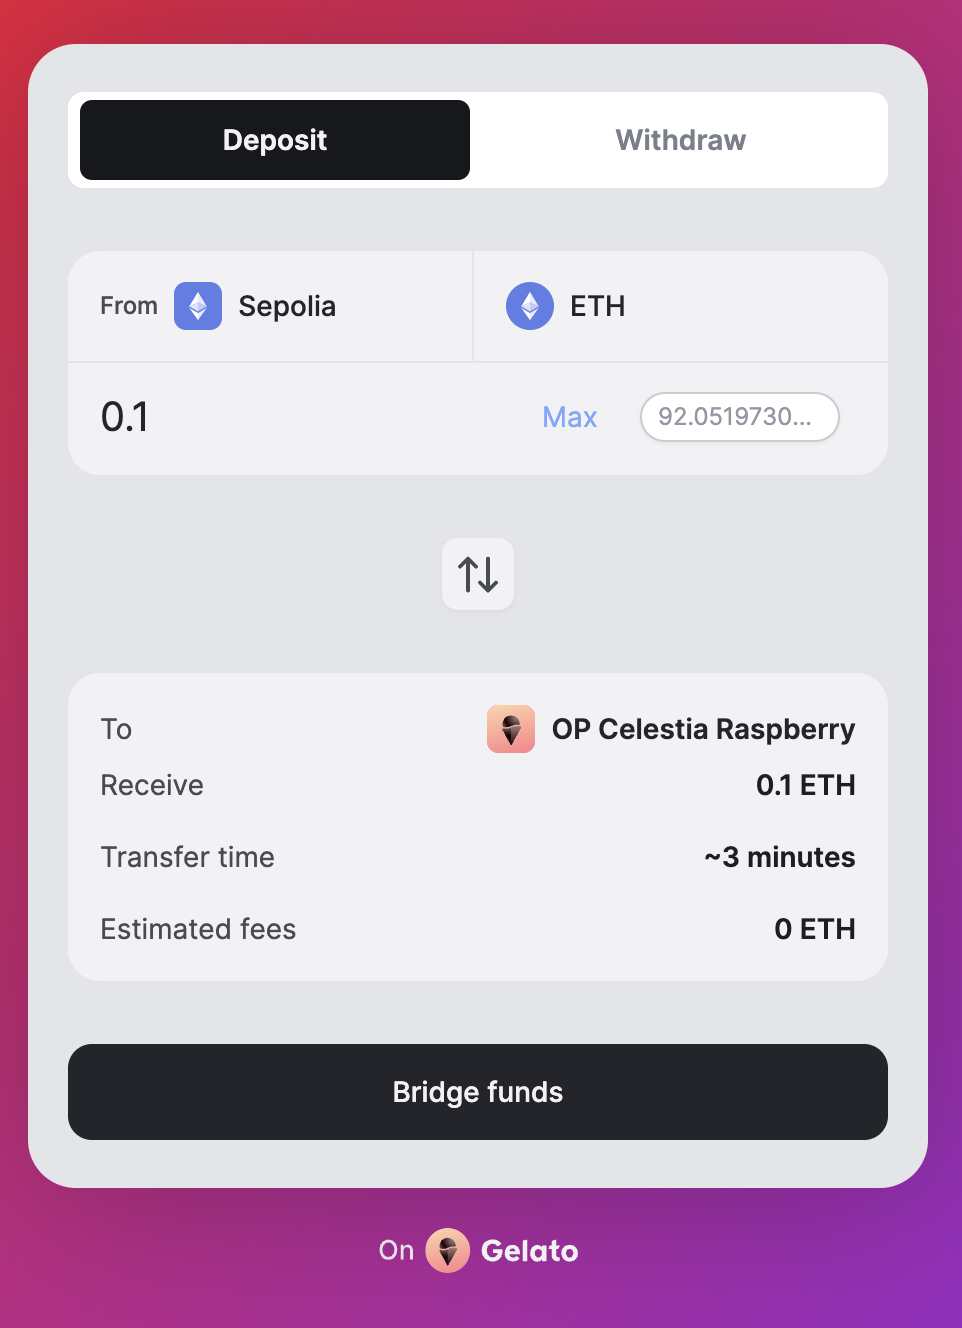 Deposit Withdraw
From Sepolia ETH
0.1 Max 92.0519730...
To OP Celestia Raspberry
Receive 0.1 ETH
Transfer time ~3 minutes
Estimated fees 0 ETH
Bridge funds
On Gelato